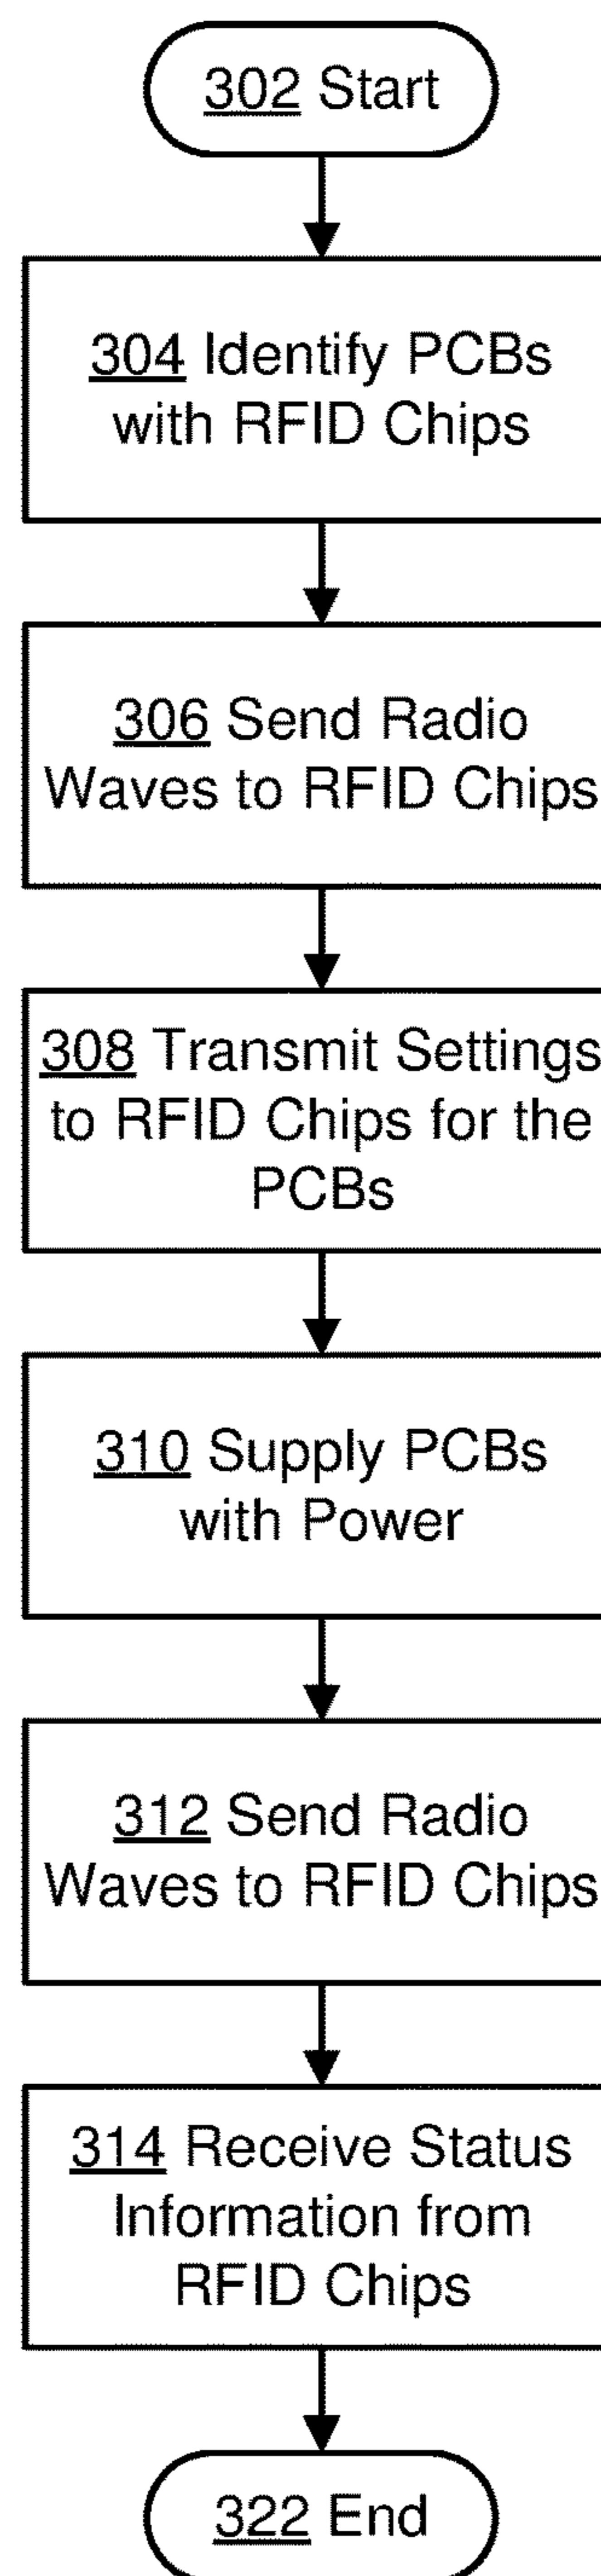 302 Start
304 Identify PCBs
with RFID Chips
306 Send Radio
Waves to RFID Chips
308 Transmit Settings
to RFID Chips for the
PCBs
310 Supply PCBs
with Power
312 Send Radio
Waves to RFID Chips
314 Receive Status
Information from
RFID Chips
322 End